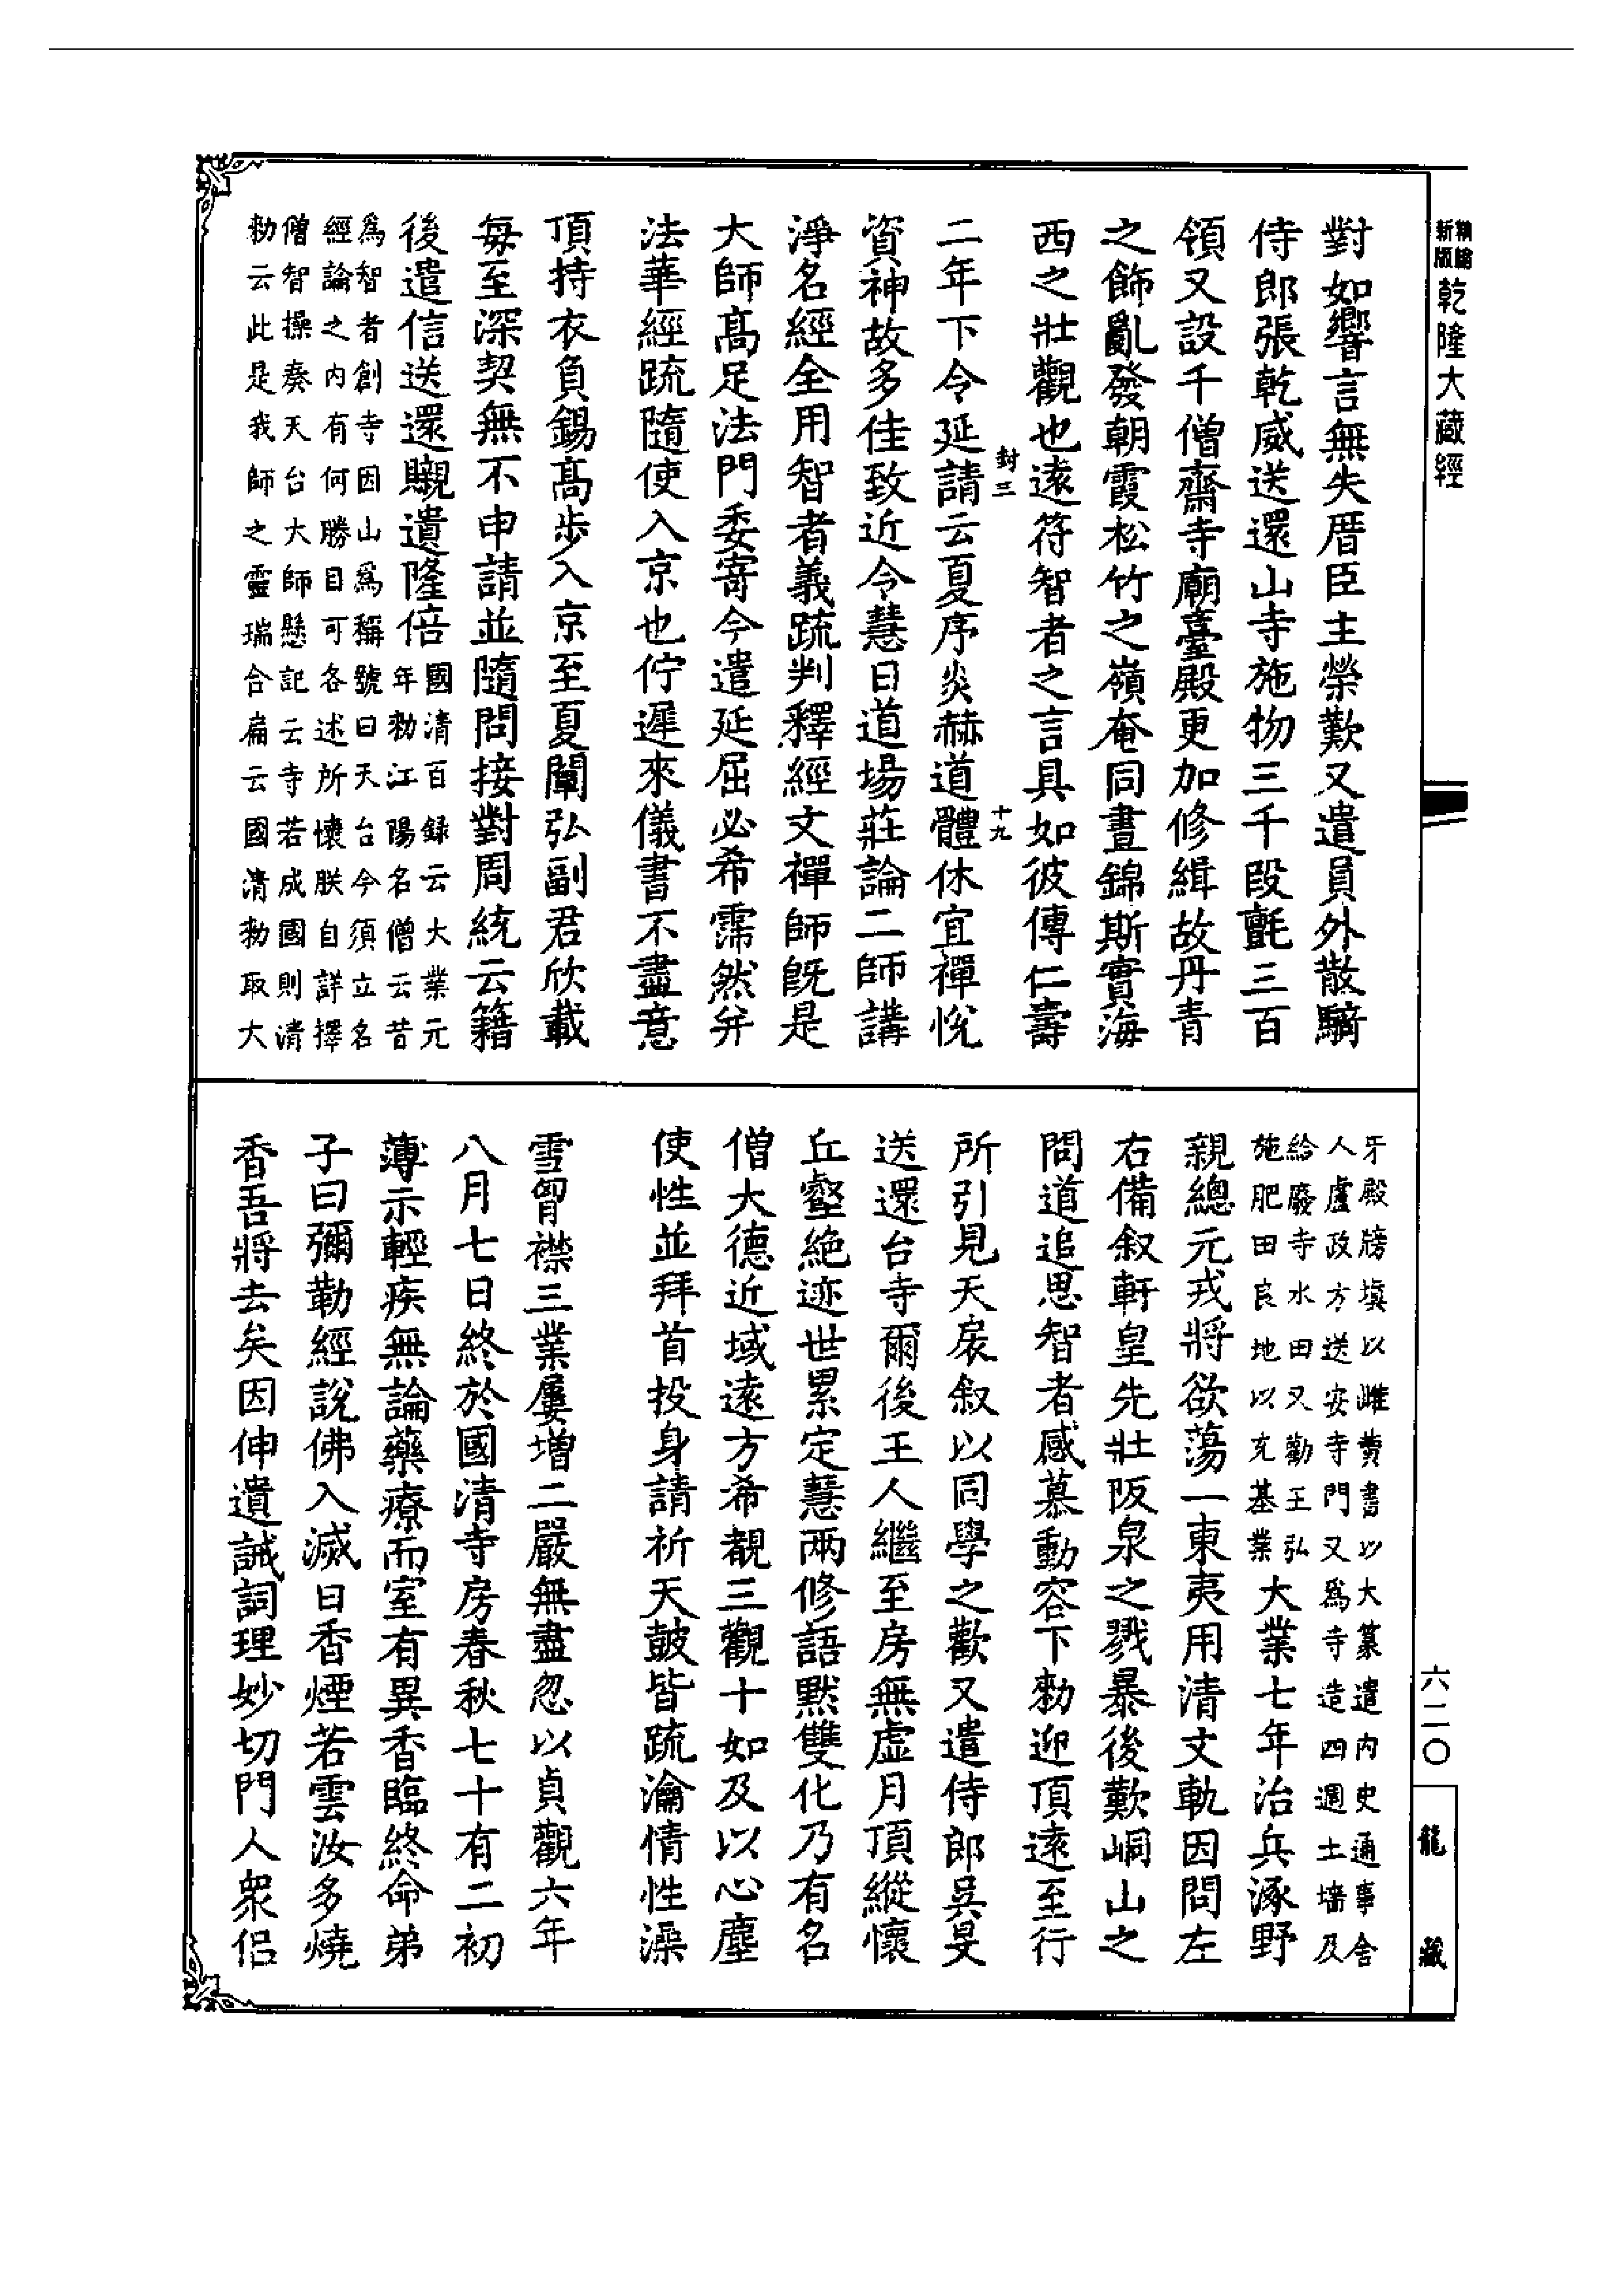 新版精縮乾隆大藏經
對如響言無失厝臣主榮歎又遣員外散騎
侍郎張乾威送還山寺施物三千段氎三百
領又設千僧齋寺廟臺殿更加修緝故丹青
之飾亂發朝霞松竹之嶺奄同晝錦斯實海
西之壯觀也遠符智者之言具如彼傳仁壽
封三
十九
二年下令延請云夏序炎赫道體休宜禪悅
資神故多佳致近令慧日道場莊論二師講
淨名經全用智者義疏判釋經文禪師旣是
大師高足法門委寄今遣延屈必希霈然并
法華經疏隨使入京也佇遲來儀書不盡意
頂持衣負錫高步入京至夏闡弘副君欣載
每至深契無不申請並隨問接對周統云籍
後遣信送還驄遺隆倍
國清百錄云大業元
年勑江陽名僧云昔
爲智者創寺因山爲稱號曰天台今須立名
經論之內有何勝目可各述所懷朕自詳擇
僧智操奏天台大師懸記云寺若成國則清
勑云此是我師之靈瑞合扁云國清勑取大
牙殿牓塡以雌黃書以大篆遣內史通事舍
人盧政方送安寺門又爲寺造四週土墻及
給廢寺水田又勸王弘
施肥田良地以充基業
大業七年治兵涿野
親總元戎將欲蕩一東夷用清文軌因問左
右備叙軒皇先壯阪泉之戮暴後歎峒山之
問道追思智者感慕動容下勑迎頂遠至行
所引見天扆叙以同學之歡又遣侍郎吳旻
送還台寺爾後王人繼至房無虛月頂縱懷
丘壑絕迹世累定慧兩修語默雙化乃有名
僧大德近域遠方希覩三觀十如及以心塵
使性並拜首投身請祈天鼓皆疏瀹情性澡
雪胷襟三業屢增二嚴無盡忽以貞觀六年
八月七日終於國清寺房春秋七十有二初
薄示輕疾無論藥療而室有異香臨終命弟
子曰彌勒經說佛入滅日香煙若雲汝多燒
香吾將去矣因伸遺誡詞理妙切門人衆侶
六二〇
龍藏